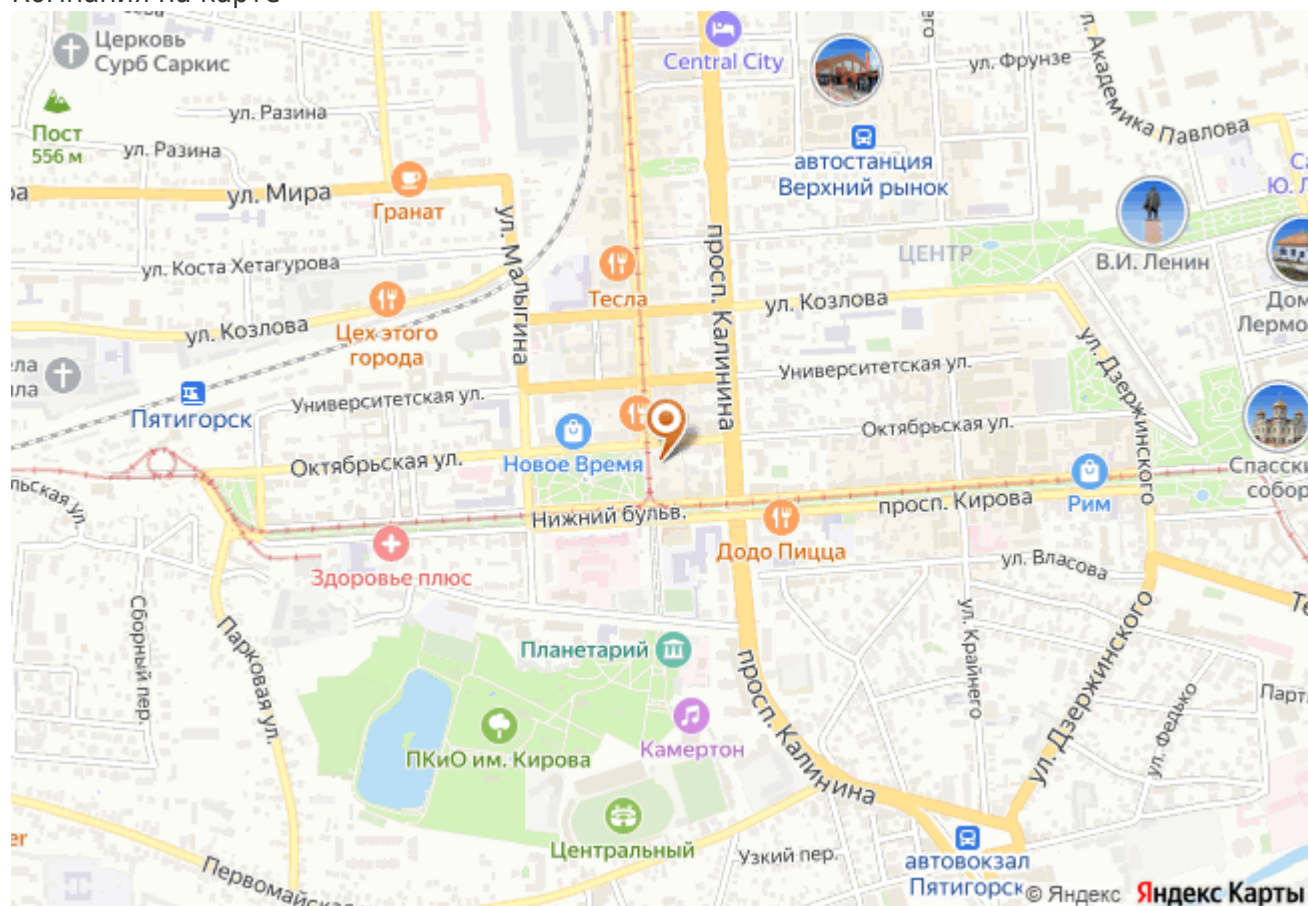 Компания на карте
Церковь
Сурб Саркис
Central City
ул. Фрунзе
ул. Академика Павлова
ул. Разина
Пост
556 м
ул. Разина
автостанция
Верхний рынок
ул. Мира
Гранат
ул. Малыгина
просп. Калинина
ЦЕНТР
В.И. Ленин
ул. Коста Хетагурова
Тесла
ул. Козлова
ул. Козлова
Цех этого
города
ул. Дзержинского
Университетская ул.
Пятигорск
Университетская ул.
Октябрьская ул.
Октябрьская ул.
Новое Время
Нижний бульв.
просп. Кирова
Рим
Додо Пицца
Здоровье плюс
ул. Власова
Сборный пер.
Парковая ул.
Планетарий
ул. Крайнего
ул. Дзержинского
ул. Федько
просп. Калинина
Камертон
ПКиО им. Кирова
Центральный
Узкий пер.
автовокзал
Пятигорск
© Яндекс Яндекс Карты